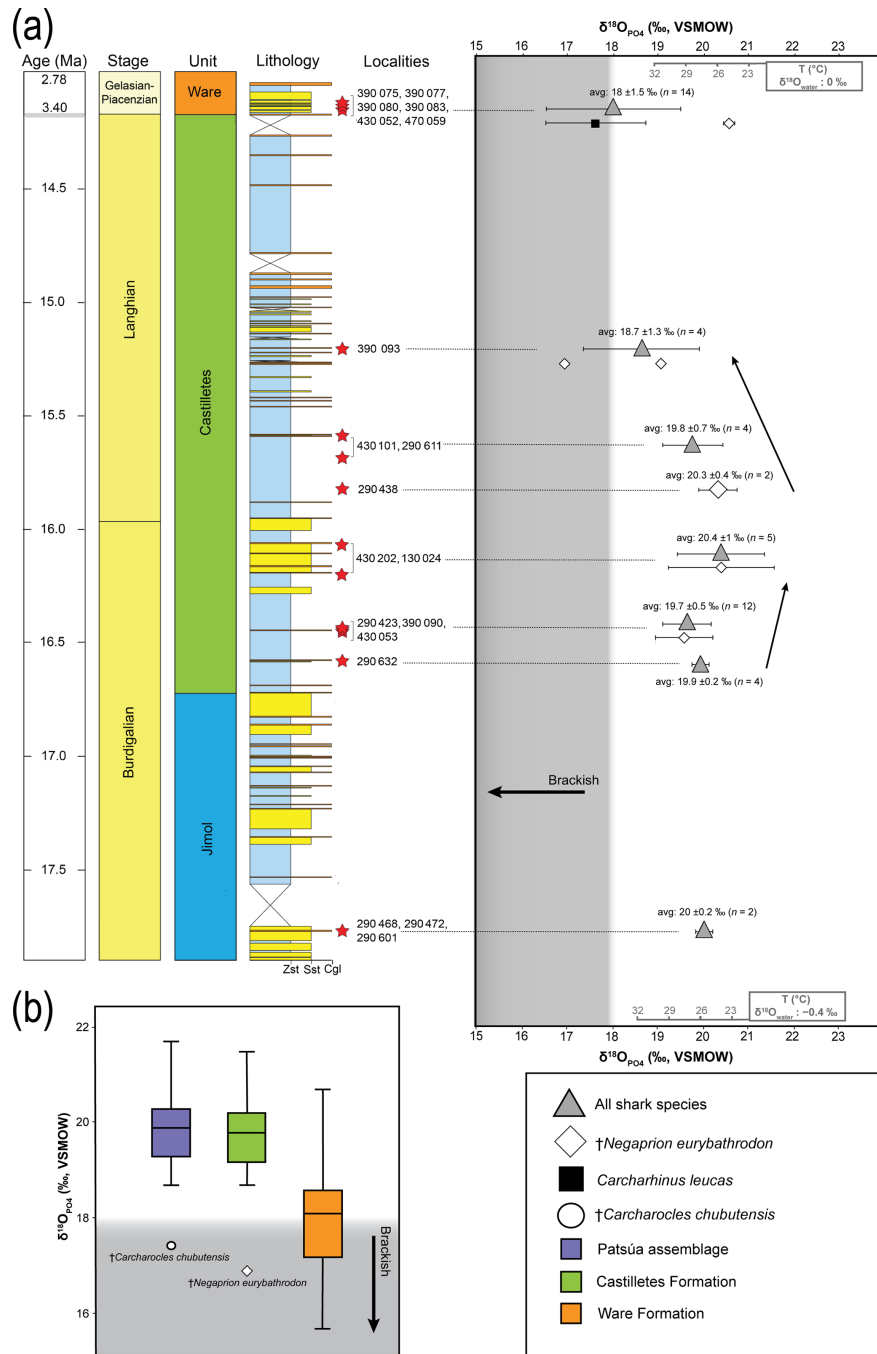 (a)
Age (Ma)
Stage
Unit
Lithology
Localities
δ¹⁸O_PO4 (‰, VSMOW)
15 16 17 18 19 20 21 22 23
32 29 26 23
T (°C)
δ¹⁸O_water : 0 ‰
2.78
3.40
Gelasian-
Piacenzian
Ware
390 075, 390 077,
390 080, 390 083,
430 052, 470 059
avg: 18 ±1.5 ‰ (n = 14)
14.5
15.0
Langhian
Castilletes
390 093
avg: 18.7 ±1.3 ‰ (n = 4)
15.5
430 101, 290 611
avg: 19.8 ±0.7 ‰ (n = 4)
290 438
avg: 20.3 ±0.4 ‰ (n = 2)
16.0
430 202, 130 024
avg: 20.4 ±1 ‰ (n = 5)
16.5
290 423, 390 090,
430 053
avg: 19.7 ±0.5 ‰ (n = 12)
290 632
avg: 19.9 ±0.2 ‰ (n = 4)
Burdigalian
17.0
Jimol
Brackish
17.5
290 468, 290 472,
290 601
avg: 20 ±0.2 ‰ (n = 2)
Zst Sst Cgl
T (°C)
δ¹⁸O_water : −0.4 ‰
32 29 26 23
15 16 17 18 19 20 21 22 23
δ¹⁸O_PO4 (‰, VSMOW)
(b)
δ¹⁸O_PO4 (‰, VSMOW)
22
20
18
16
†Carcharocles chubutensis
†Negaprion eurybathrodon
Brackish
All shark species
†Negaprion eurybathrodon
Carcharhinus leucas
†Carcharocles chubutensis
Patsúa assemblage
Castilletes Formation
Ware Formation